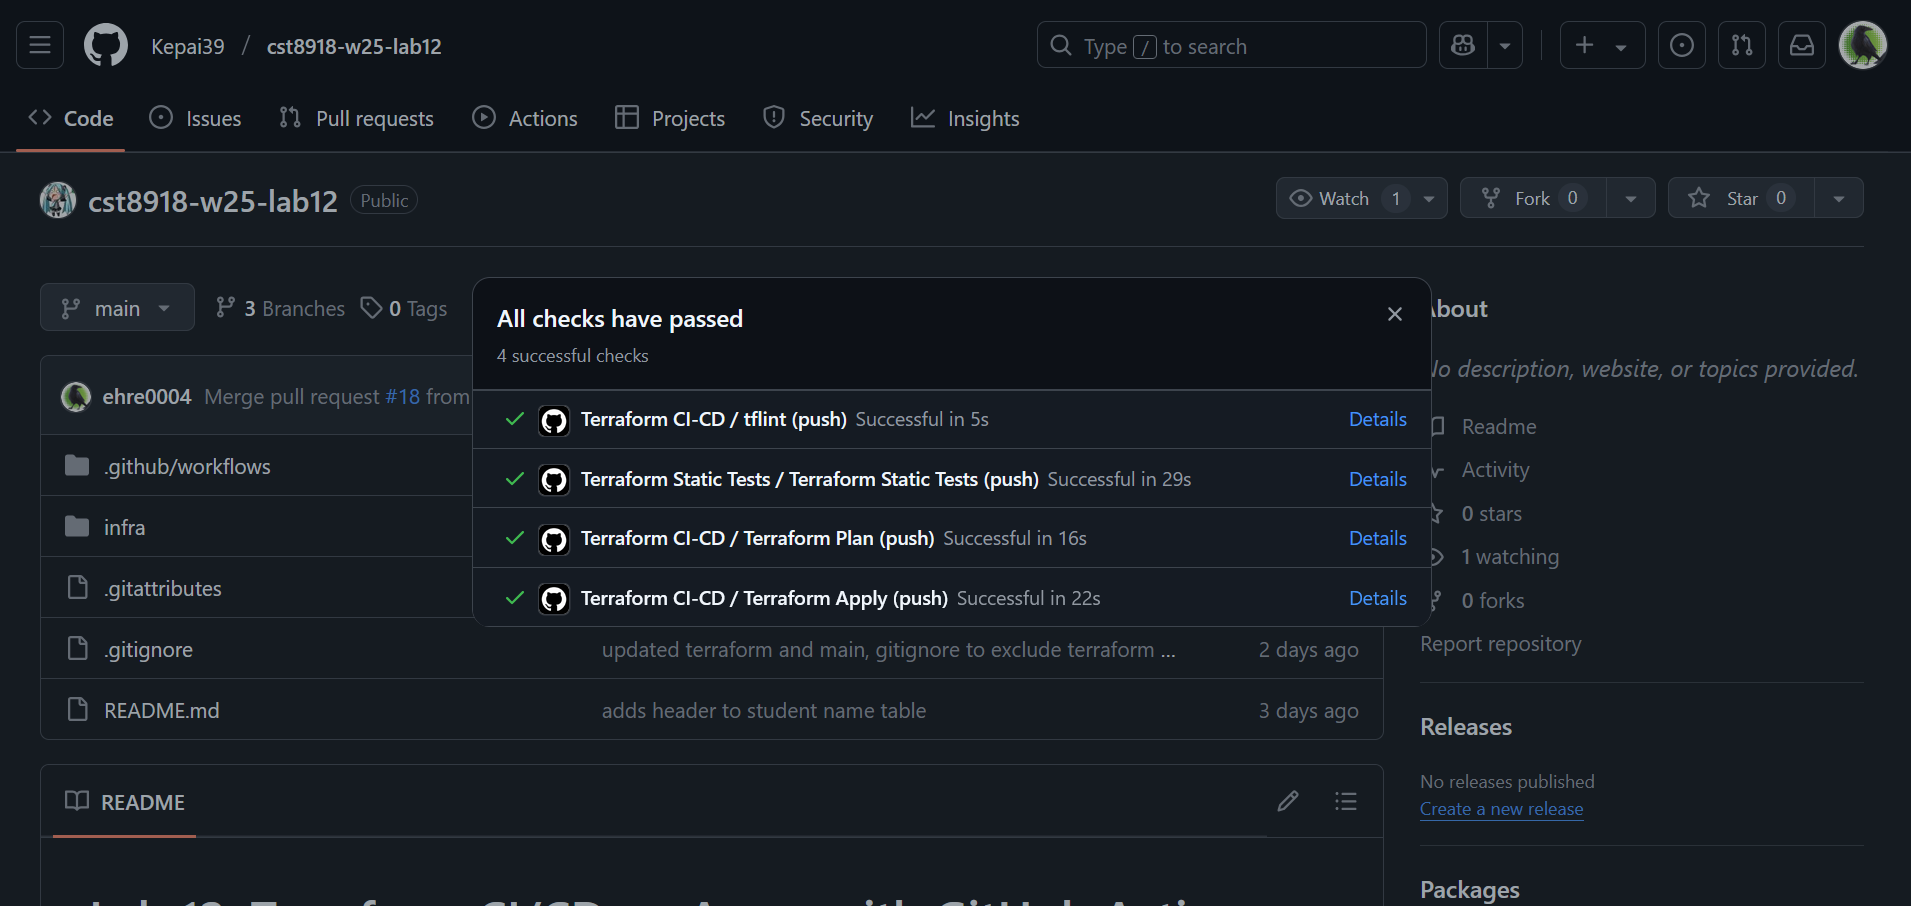 Kepai39 / cst8918-w25-lab12
Type / to search
Code
Issues
Pull requests
Actions
Projects
Security
Insights
cst8918-w25-lab12 Public
Watch 1
Fork 0
Star 0
main
3 Branches
0 Tags
ehre0004 Merge pull request #18 from
.github/workflows
infra
.gitattributes
.gitignore updated terraform and main, gitignore to exclude terraform ... 2 days ago
README.md adds header to student name table 3 days ago
All checks have passed
4 successful checks
Terraform CI-CD / tflint (push) Successful in 5s Details
Terraform Static Tests / Terraform Static Tests (push) Successful in 29s Details
Terraform CI-CD / Terraform Plan (push) Successful in 16s Details
Terraform CI-CD / Terraform Apply (push) Successful in 22s Details
README
About
No description, website, or topics provided.
Readme
Activity
0 stars
1 watching
0 forks
Report repository
Releases
No releases published
Create a new release
Packages